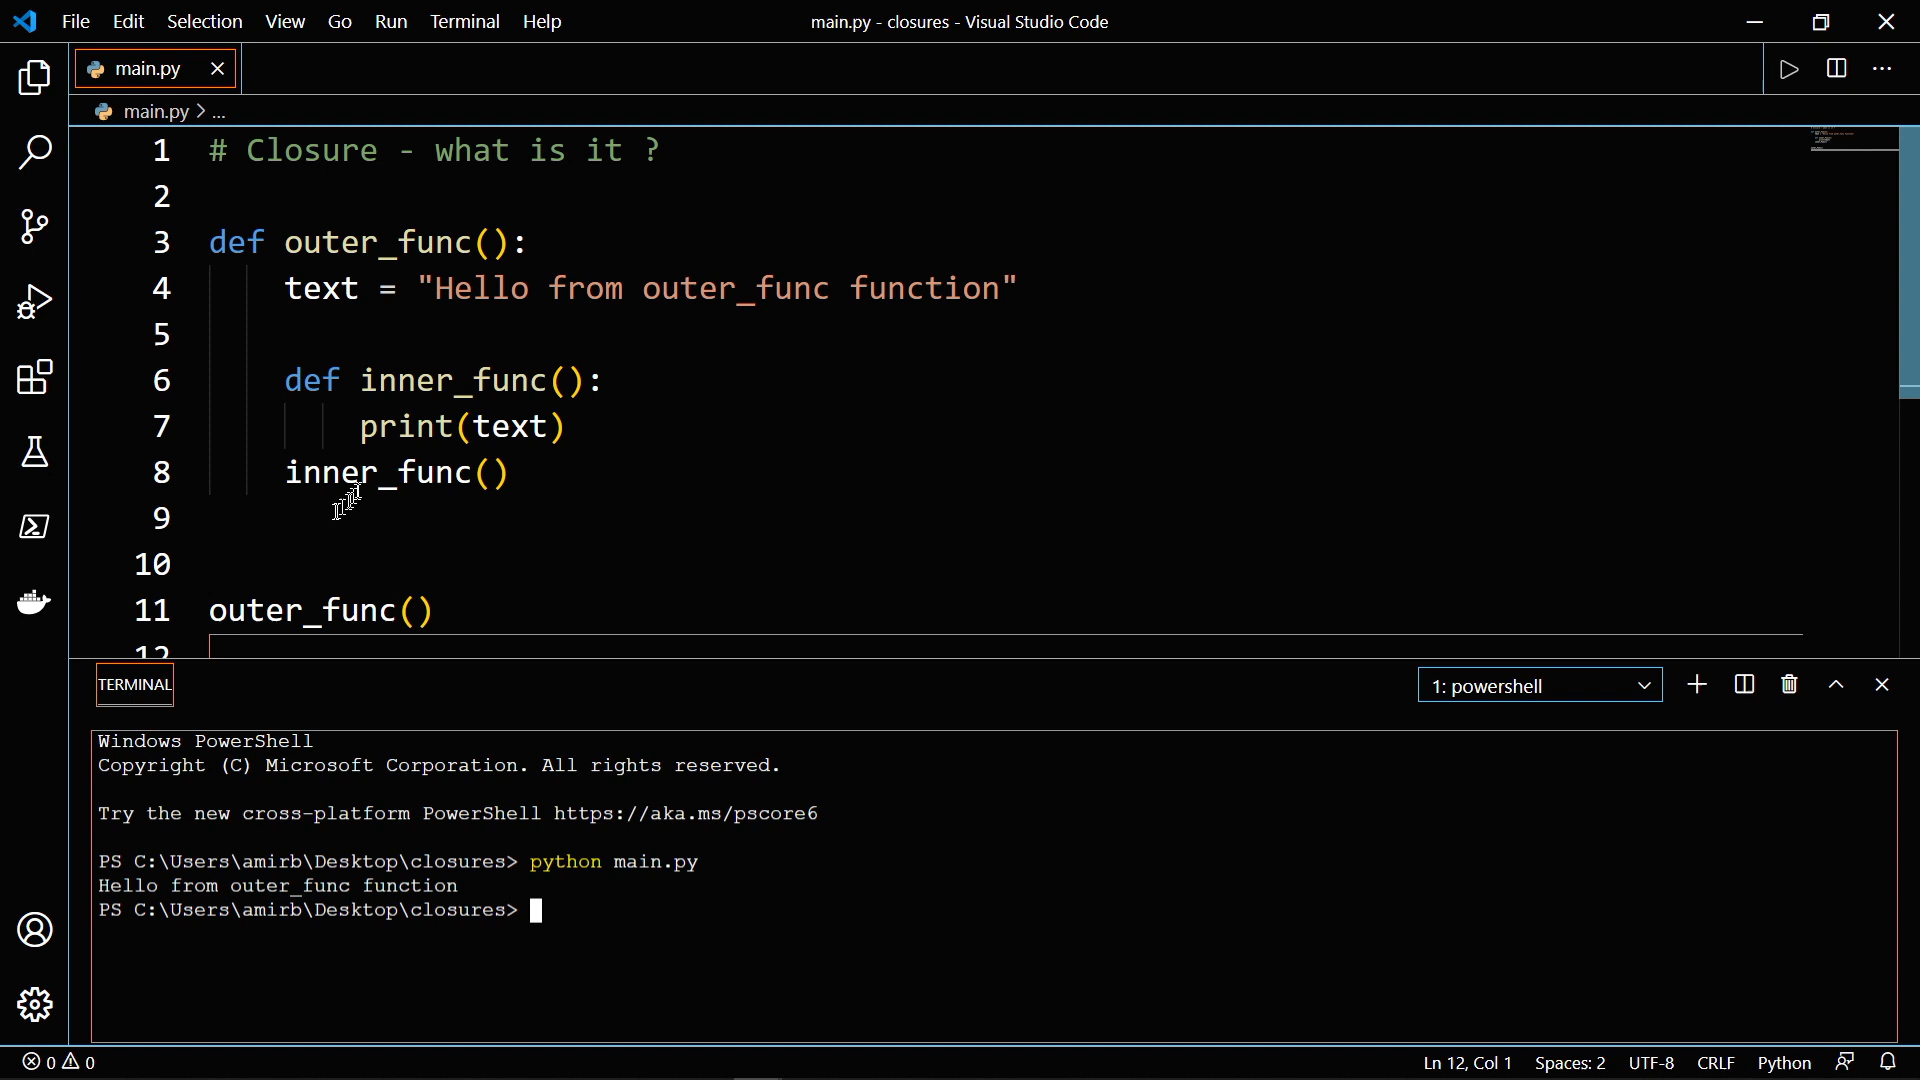 File Edit Selection View Go Run Terminal Help main.py - closures - Visual Studio Code
main.py
main.py > ...
1 # Closure - what is it ?
2
3 def outer_func():
4 text = "Hello from outer_func function"
5
6 def inner_func():
7 print(text)
8 inner_func()
9
10
11 outer_func()
12
TERMINAL 1: powershell
Windows PowerShell
Copyright (C) Microsoft Corporation. All rights reserved.
Try the new cross-platform PowerShell https://aka.ms/pscore6
PS C:\Users\amirb\Desktop\closures> python main.py
Hello from outer_func function
PS C:\Users\amirb\Desktop\closures>
0 0 Ln 12, Col 1 Spaces: 2 UTF-8 CRLF Python